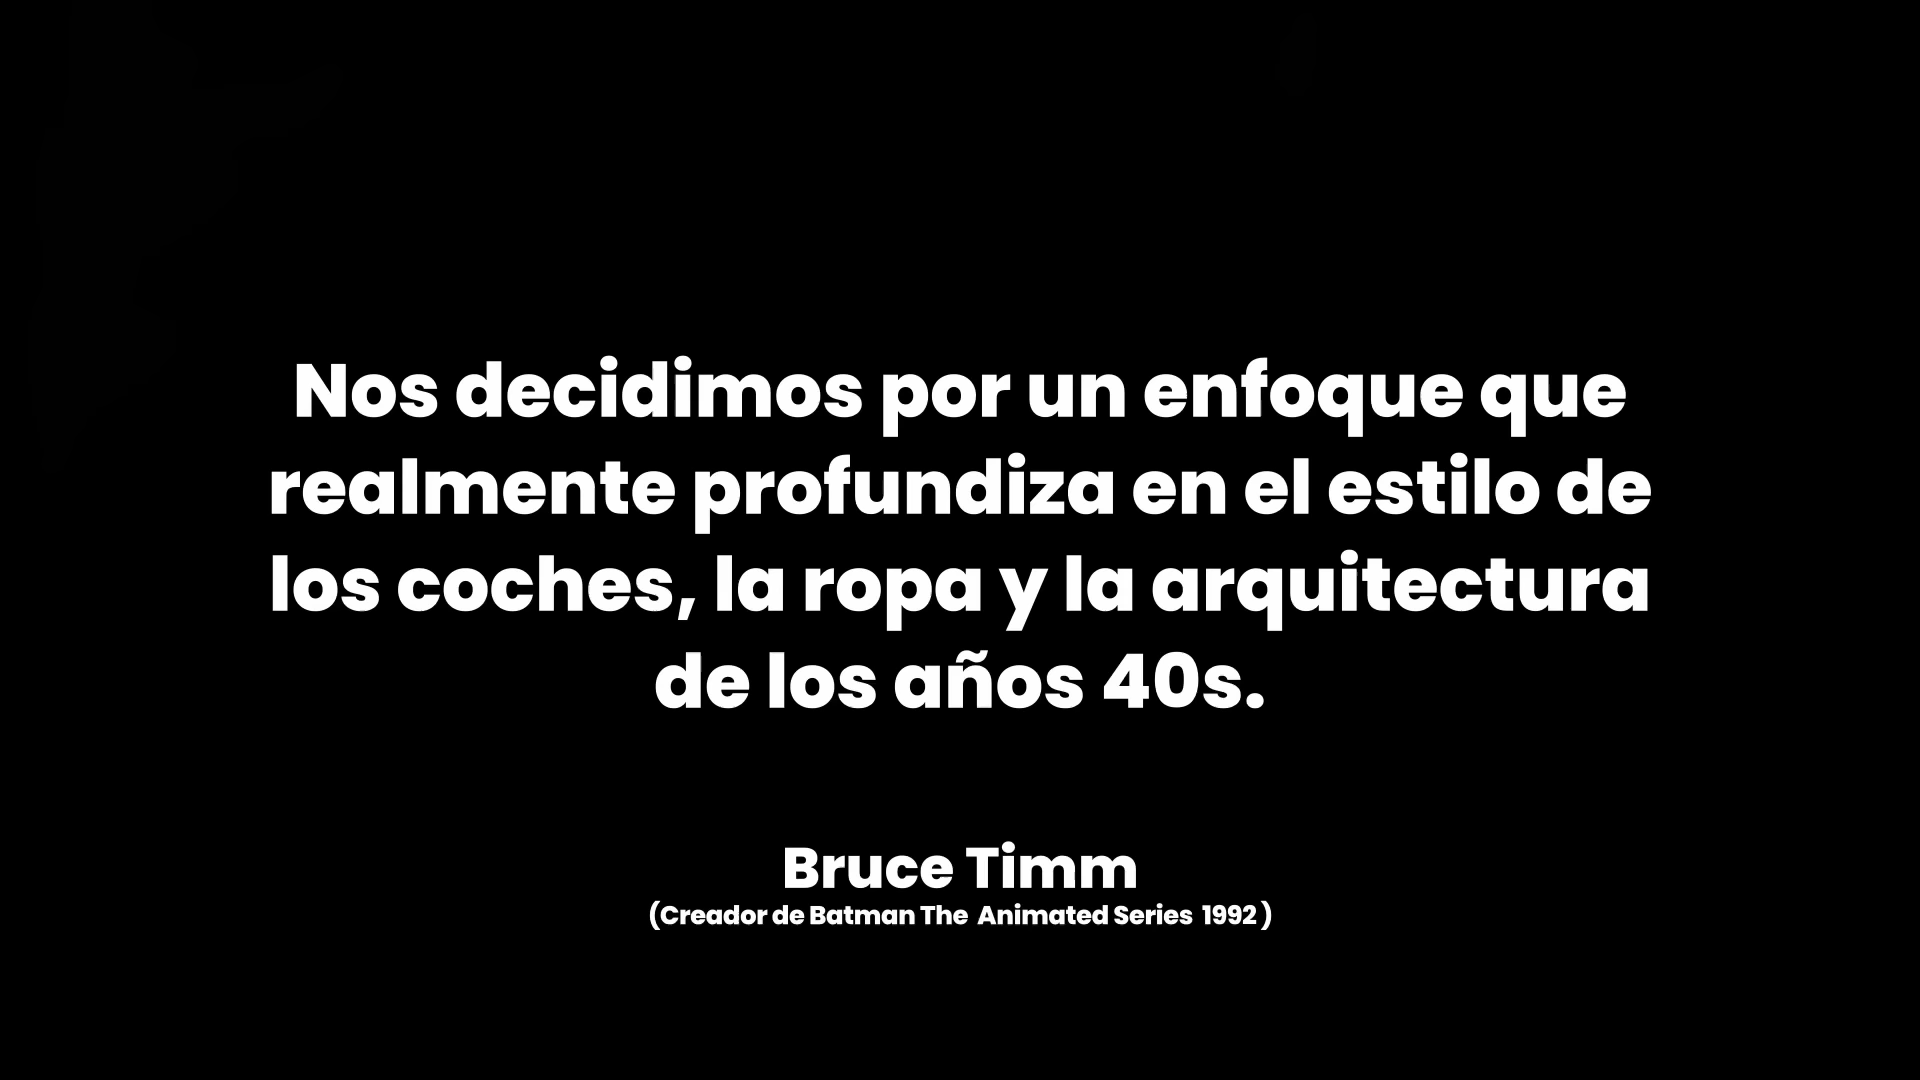 Nos decidimos por un enfoque que
realmente profundiza en el estilo de
los coches, la ropa y la arquitectura
de los años 40s.
Bruce Timm
(Creador de Batman The Animated Series 1992 )